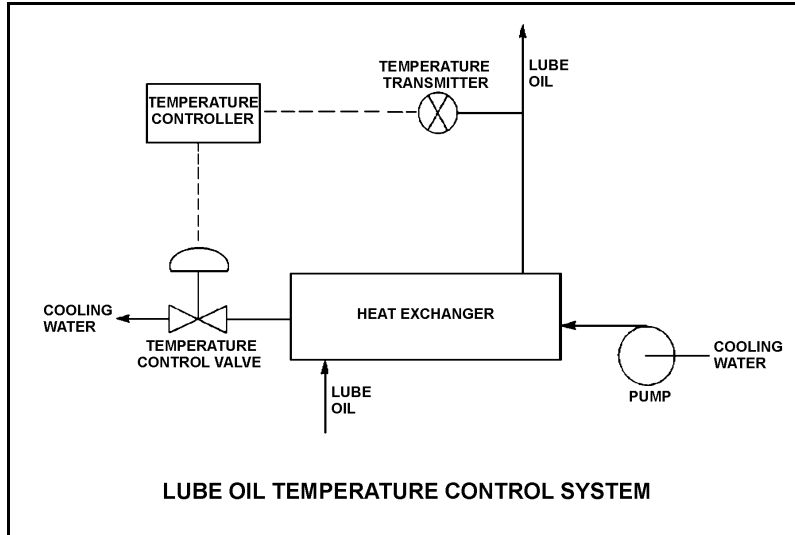 TEMPERATURE
TRANSMITTER
LUBE
OIL
TEMPERATURE
CONTROLLER
COOLING
WATER
TEMPERATURE
CONTROL VALVE
HEAT EXCHANGER
COOLING
WATER
PUMP
LUBE
OIL
LUBE OIL TEMPERATURE CONTROL SYSTEM